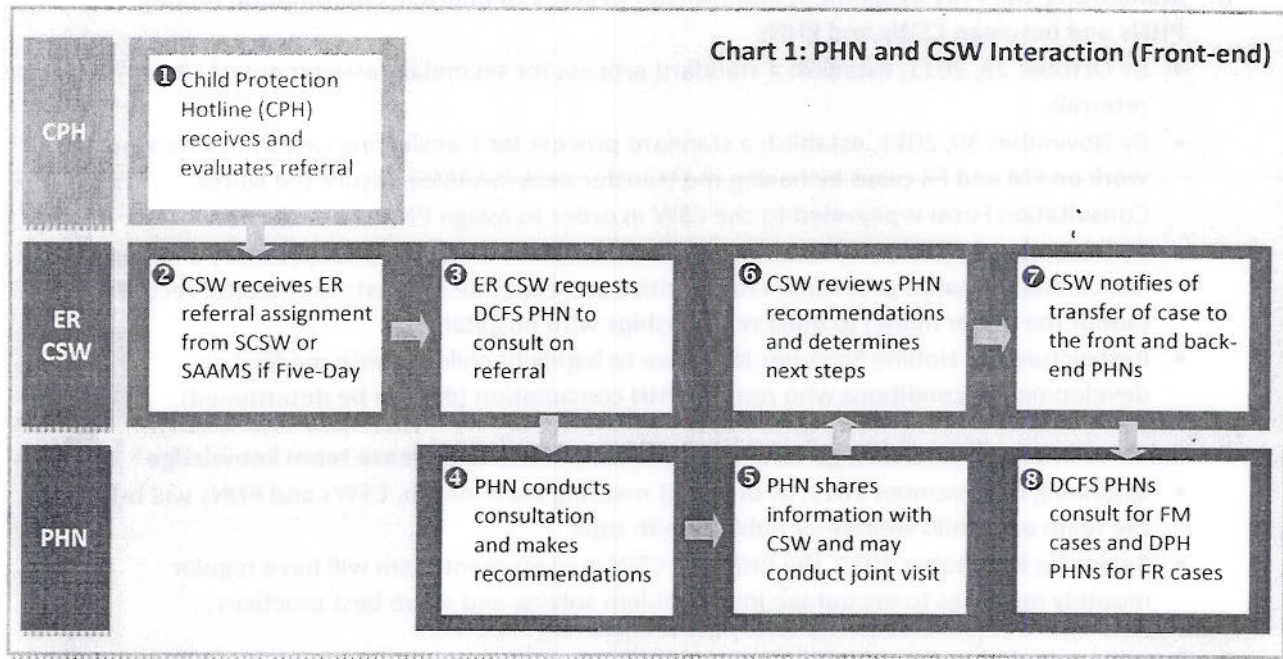 Chart 1: PHN and CSW Interaction (Front-end)
CPH
❶ Child Protection
Hotline (CPH)
receives and
evaluates referral
ER
CSW
❷ CSW receives ER
referral assignment
from SCSW or
SAAMS if Five-Day
❸ ER CSW requests
DCFS PHN to
consult on
referral
❻ CSW reviews PHN
recommendations
and determines
next steps
❼ CSW notifies of
transfer of case to
the front and back-
end PHNs
PHN
❹ PHN conducts
consultation
and makes
recommendations
❺ PHN shares
information with
CSW and may
conduct joint visit
❽ DCFS PHNs
consult for FM
cases and DPH
PHNs for FR cases